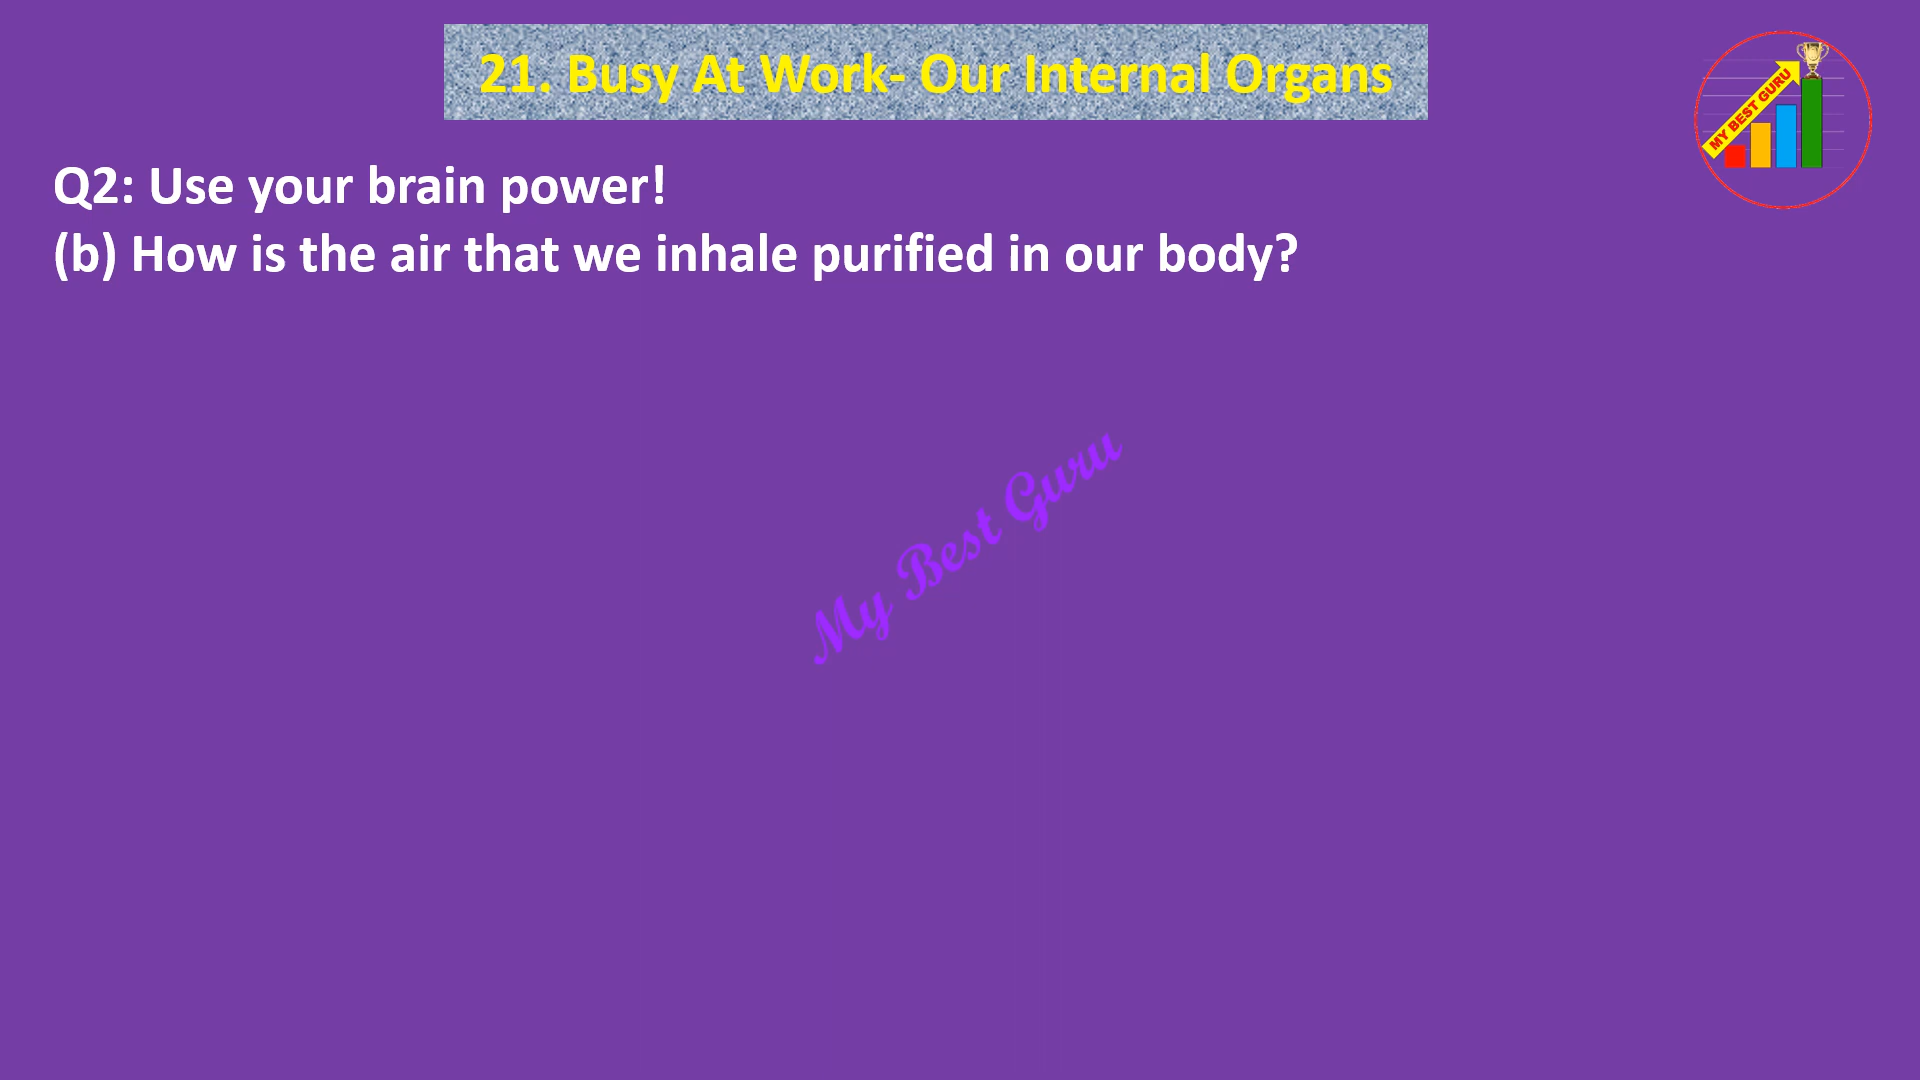 21. Busy At Work- Our Internal Organs
MY BEST GURU
Q2: Use your brain power!
(b) How is the air that we inhale purified in our body?
My Best Guru